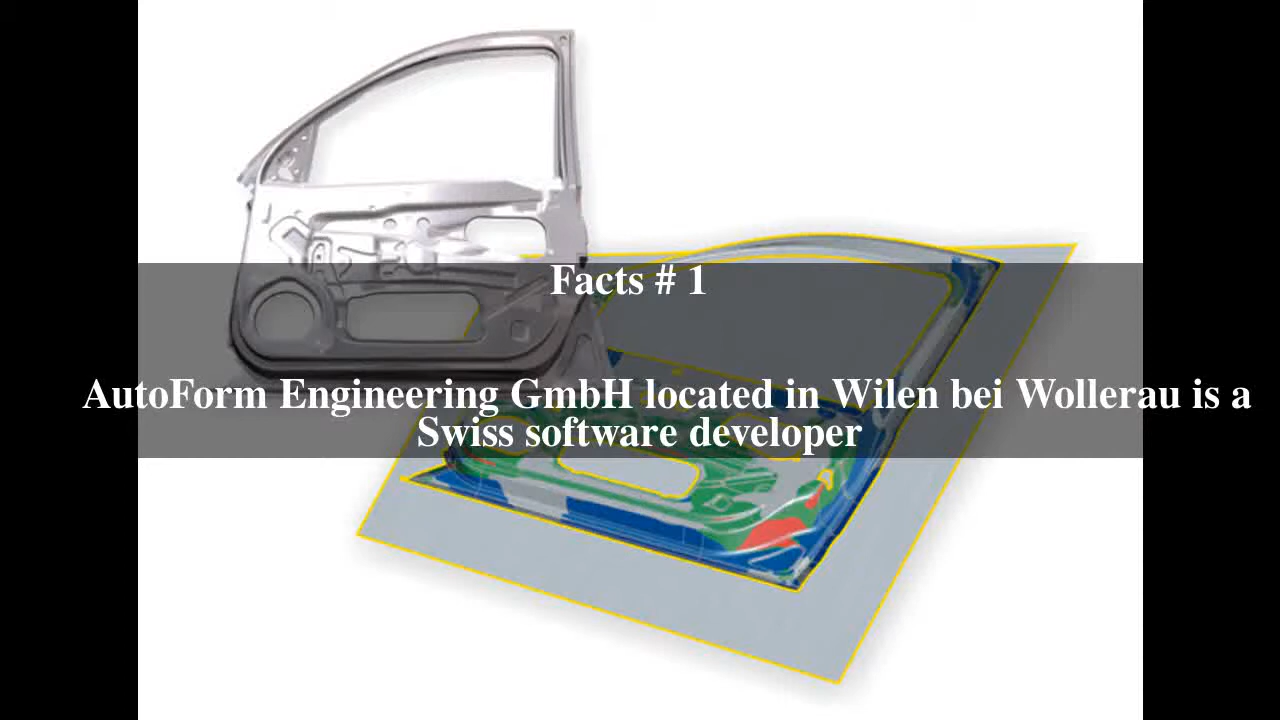 Facts # 1
AutoForm Engineering GmbH located in Wilen bei Wollerau is a
Swiss software developer